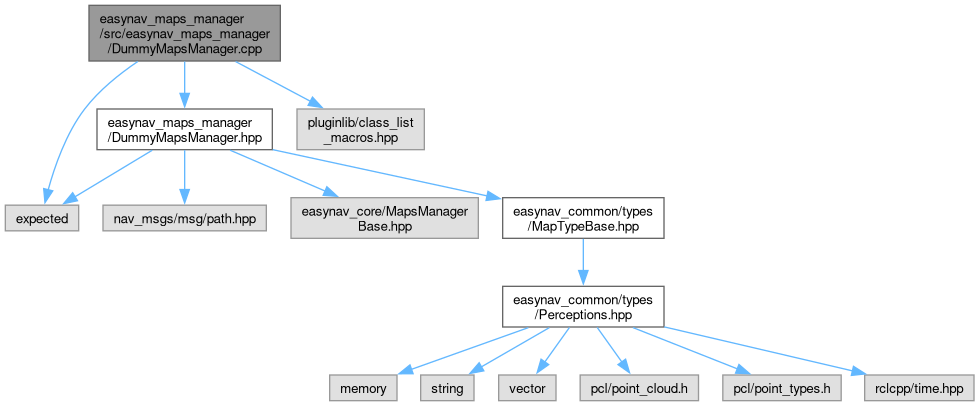 easynav_maps_manager
/src/easynav_maps_manager
/DummyMapsManager.cpp
easynav_maps_manager
/DummyMapsManager.hpp
pluginlib/class_list
_macros.hpp
expected
nav_msgs/msg/path.hpp
easynav_core/MapsManager
Base.hpp
easynav_common/types
/MapTypeBase.hpp
easynav_common/types
/Perceptions.hpp
memory
string
vector
pcl/point_cloud.h
pcl/point_types.h
rclcpp/time.hpp